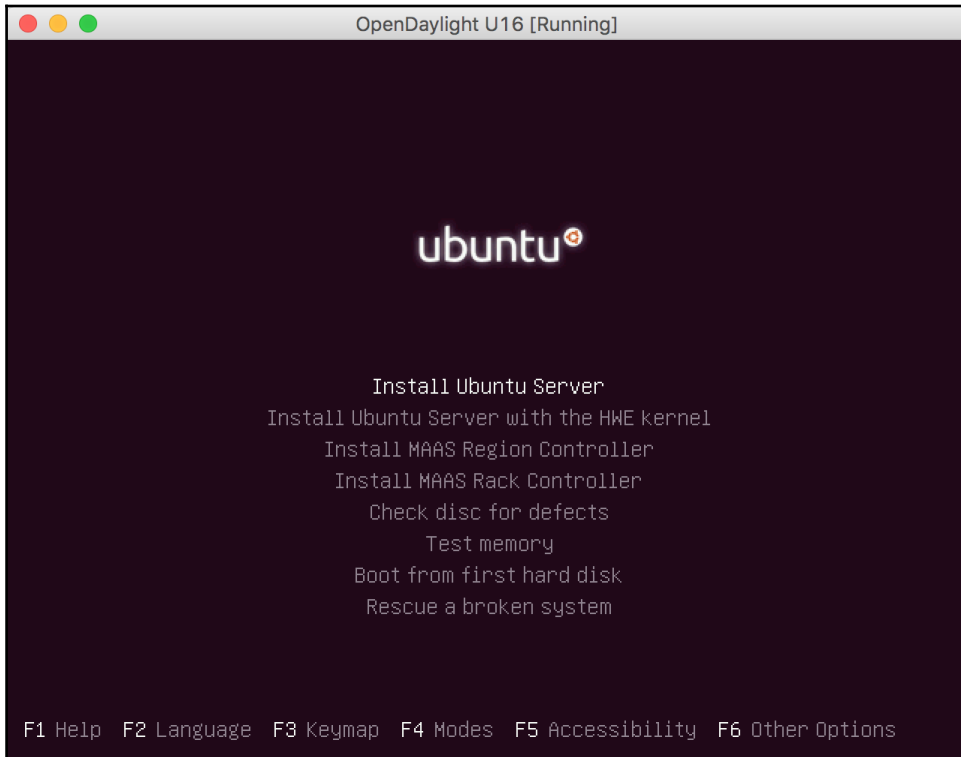 OpenDaylight U16 [Running]
ubuntu
Install Ubuntu Server
Install Ubuntu Server with the HWE kernel
Install MAAS Region Controller
Install MAAS Rack Controller
Check disc for defects
Test memory
Boot from first hard disk
Rescue a broken system
F1 Help F2 Language F3 Keymap F4 Modes F5 Accessibility F6 Other Options